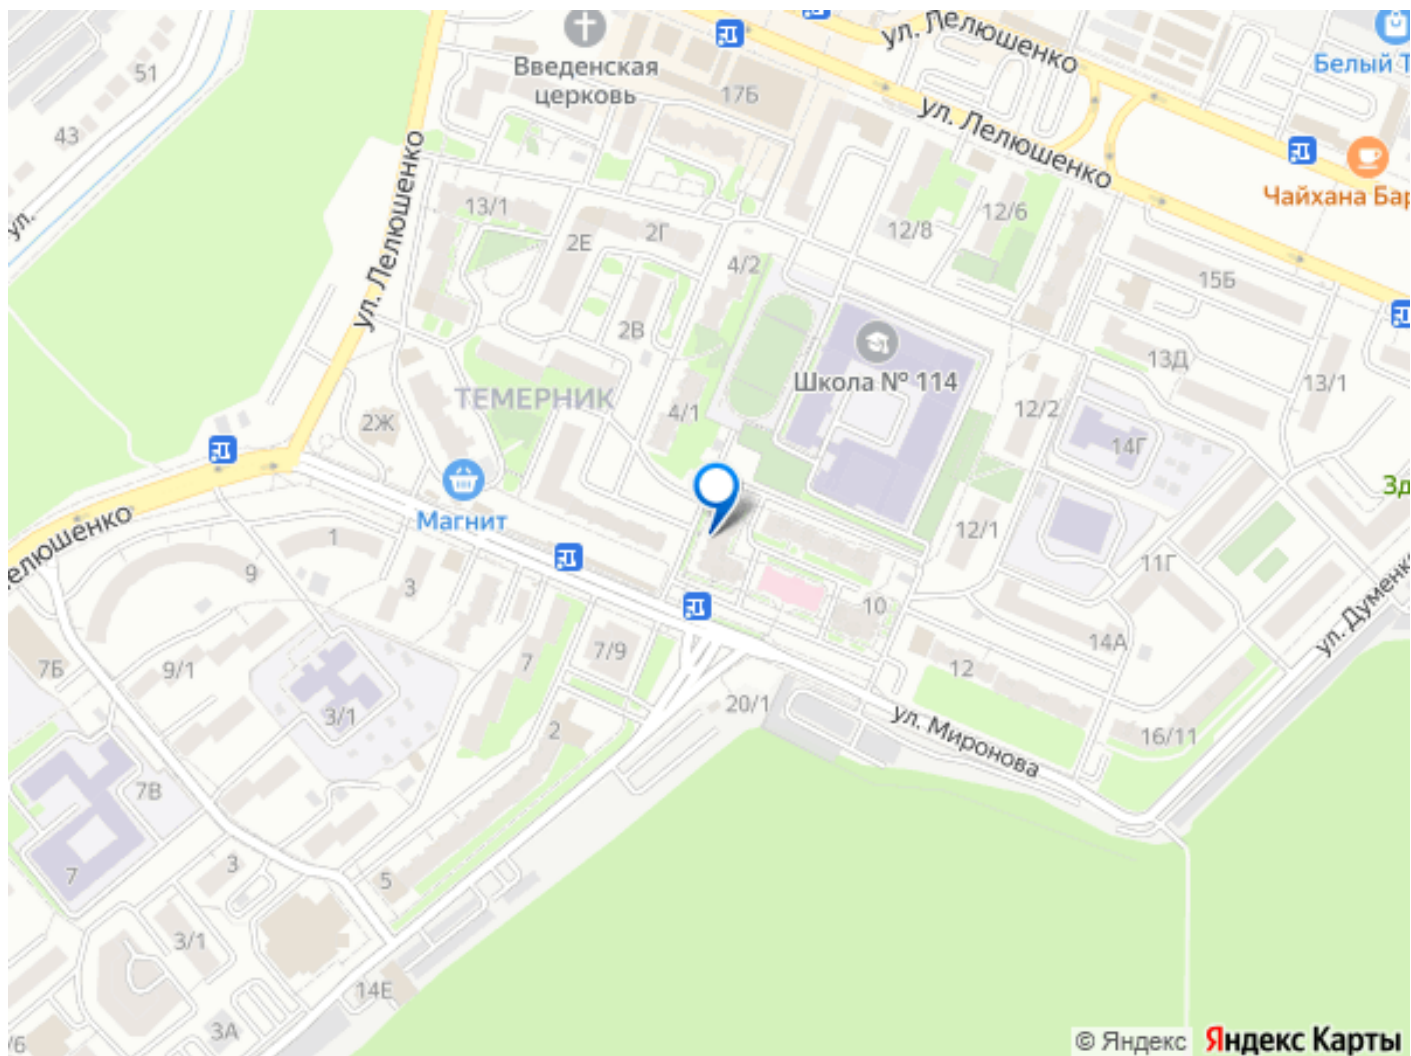 ул. Лелюшенко
Белый Т
51
Введенская
церковь
17Б
43
ул. Лелюшенко
Чайхана Бар
ул.
ул. Лелюшенко
13/1
2Е
2Г
12/8
12/6
4/2
15Б
2В
Школа № 114
13Д
13/1
ТЕМЕРНИК
2Ж
4/1
12/2
14Г
Зд
Магнит
елюшенко
1
9
3
12/1
11Г
ул. Думенко
10
14А
7Б
9/1
7
7/9
12
3/1
2
20/1
ул. Миронова
16/11
7В
7
3
5
3/1
14Е
3А
/6
© Яндекс
Яндекс Карты